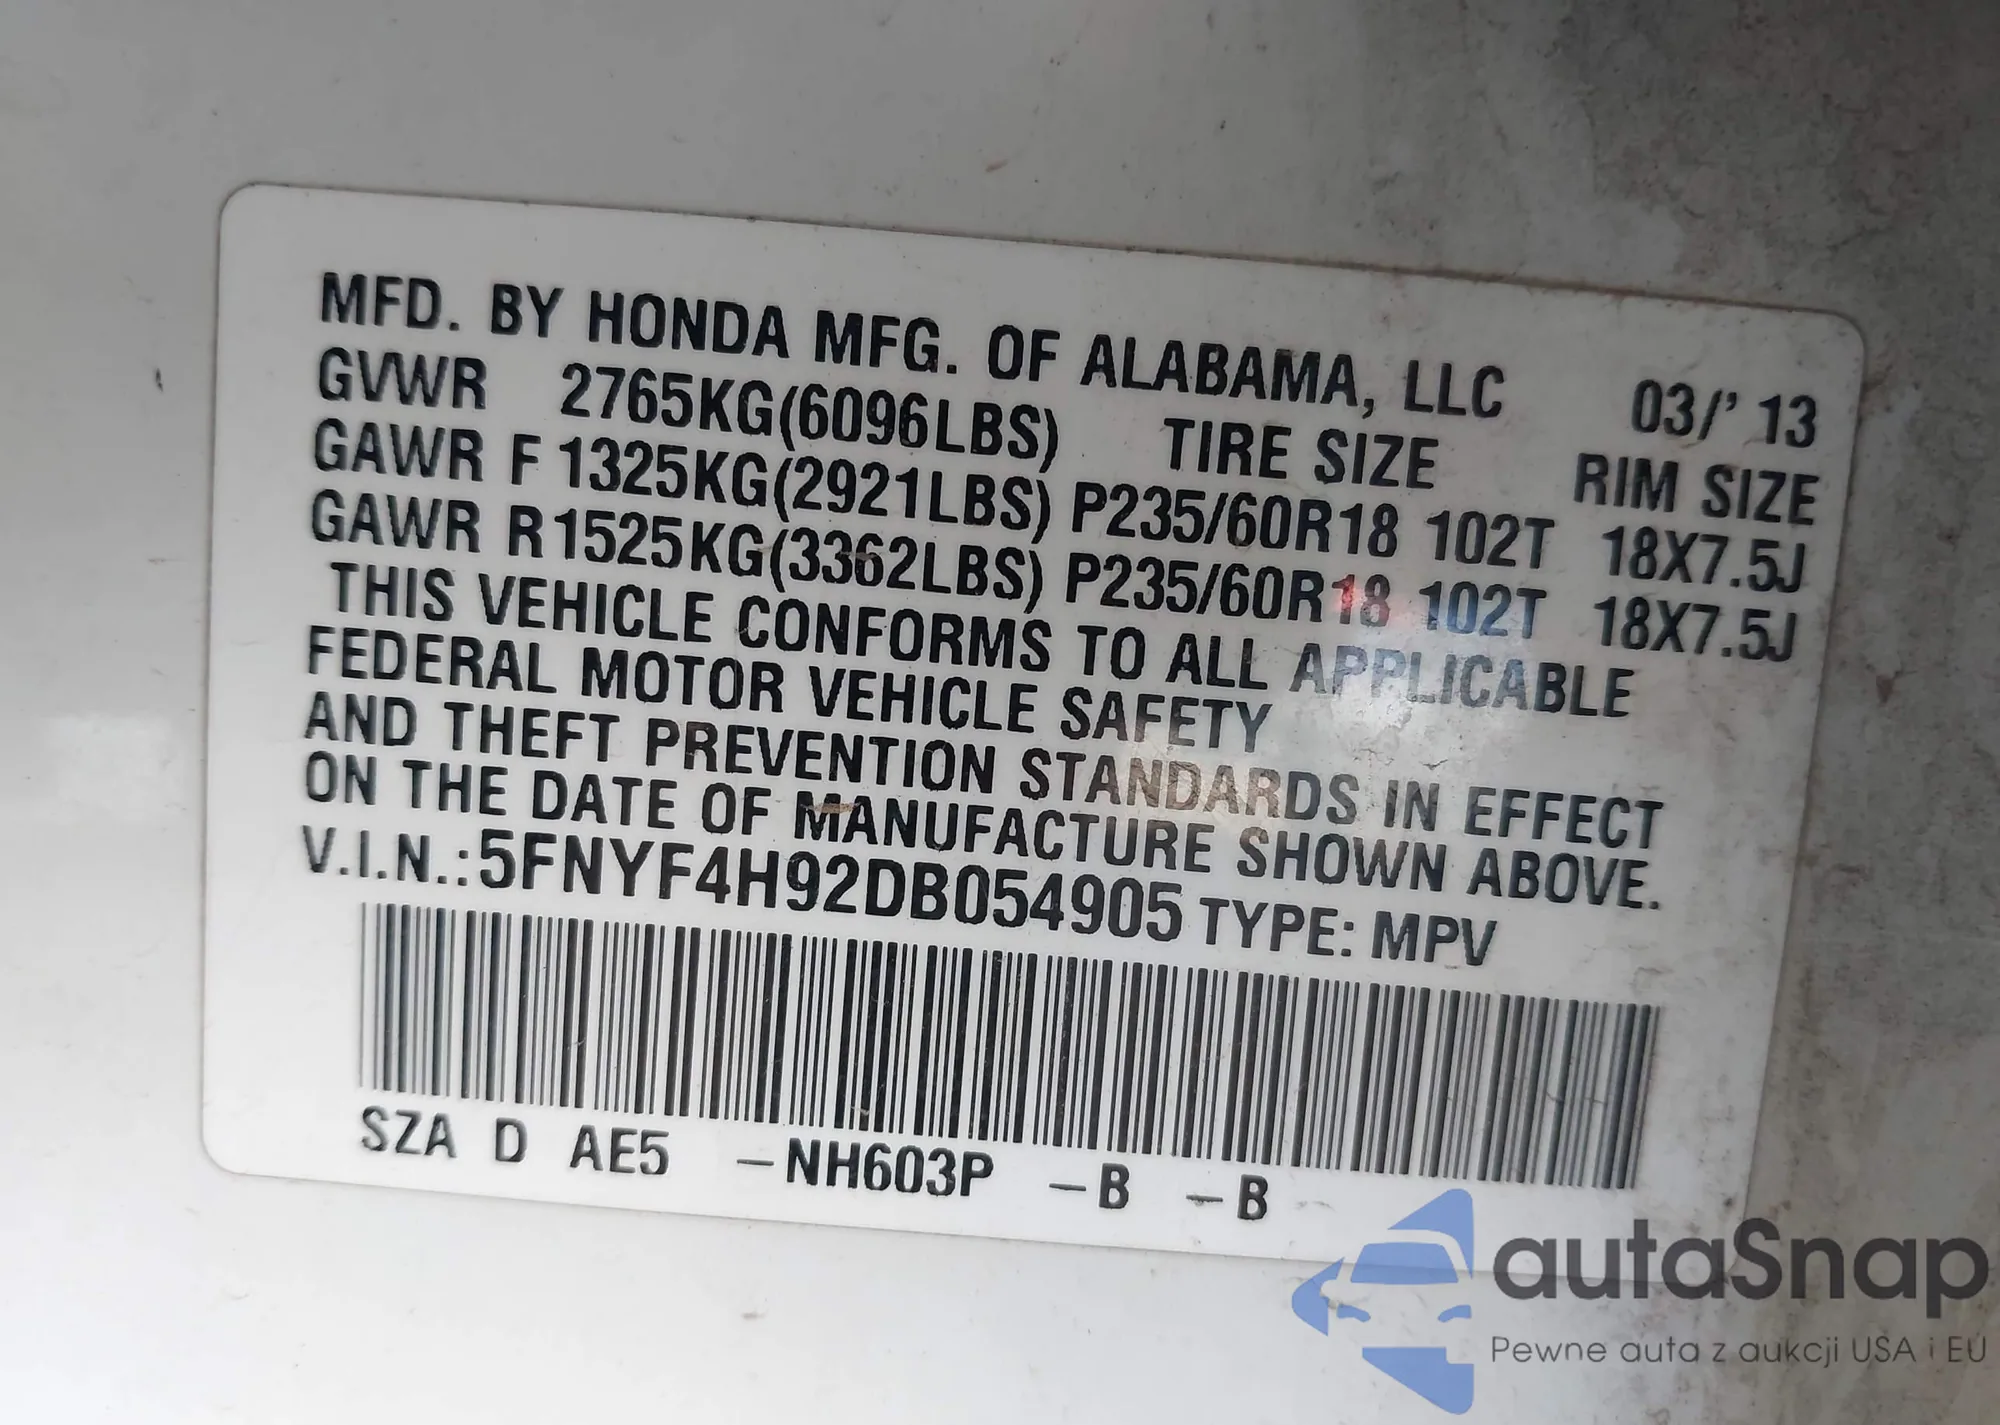 MFD. BY HONDA MFG. OF ALABAMA, LLC 03/'13
GVWR 2765KG(6096LBS) TIRE SIZE RIM SIZE
GAWR F 1325KG(2921LBS) P235/60R18 102T 18X7.5J
GAWR R 1525KG(3362LBS) P235/60R18 102T 18X7.5J
THIS VEHICLE CONFORMS TO ALL APPLICABLE
FEDERAL MOTOR VEHICLE SAFETY
AND THEFT PREVENTION STANDARDS IN EFFECT
ON THE DATE OF MANUFACTURE SHOWN ABOVE.
V.I.N.:5FNYF4H92DB054905 TYPE: MPV
SZA D AE5 –NH603P –B –B
autaSnap
Pewne auta z aukcji USA i EU